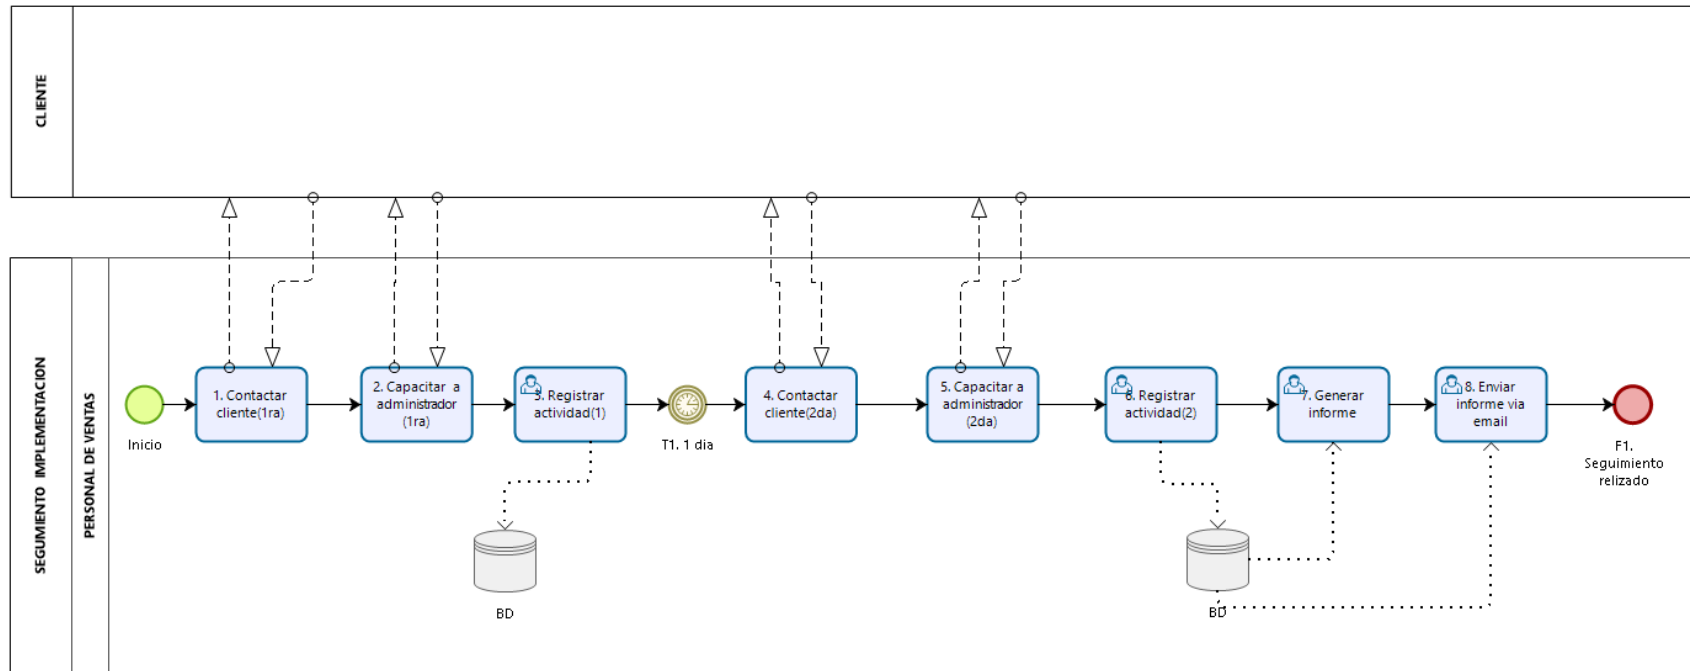 CLIENTE
SEGUMIENTO IMPLEMENTACION
PERSONAL DE VENTAS
Inicio
1. Contactar
cliente(1ra)
2. Capacitar a
administrador
(1ra)
3. Registrar
actividad(1)
T1. 1 dia
4. Contactar
cliente(2da)
5. Capacitar a
administrador
(2da)
6. Registrar
actividad(2)
7. Generar
informe
8. Enviar
informe via
email
F1.
Seguimiento
relizado
BD
BD